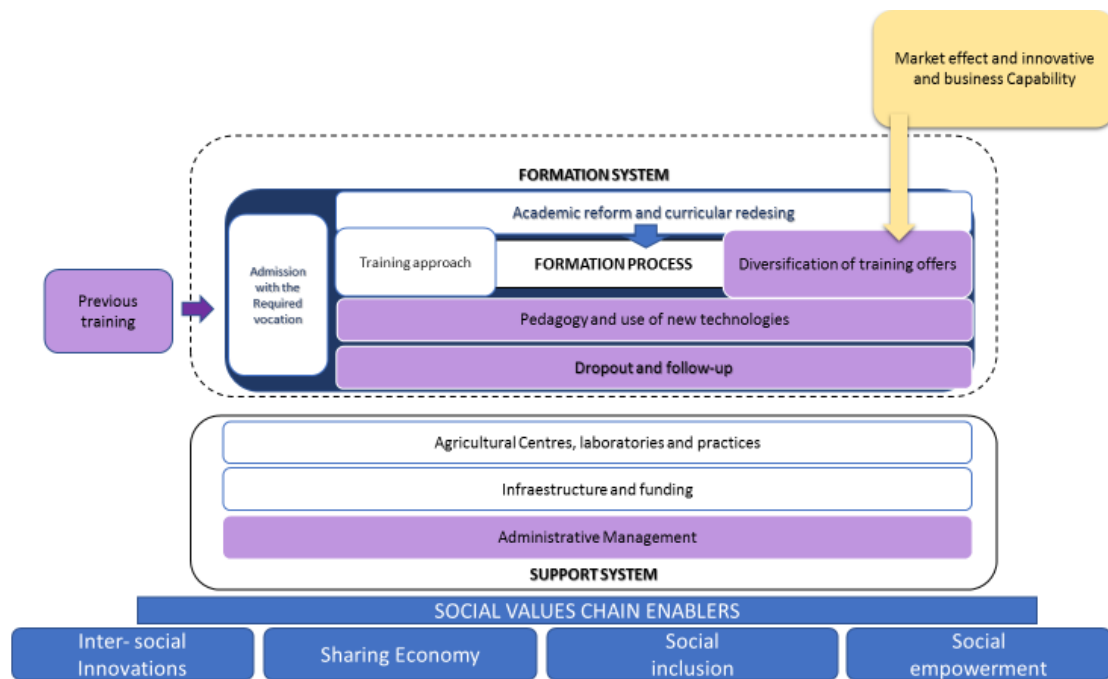 Market effect and innovative
and business Capability
FORMATION SYSTEM
Academic reform and curricular redesing
Admission
with the
Required
vocation
Training approach
FORMATION PROCESS
Diversification of training offers
Previous
training
Pedagogy and use of new technologies
Dropout and follow-up
Agricultural Centres, laboratories and practices
Infraestructure and funding
Administrative Management
SUPPORT SYSTEM
SOCIAL VALUES CHAIN ENABLERS
Inter- social
Innovations
Sharing Economy
Social
inclusion
Social
empowerment